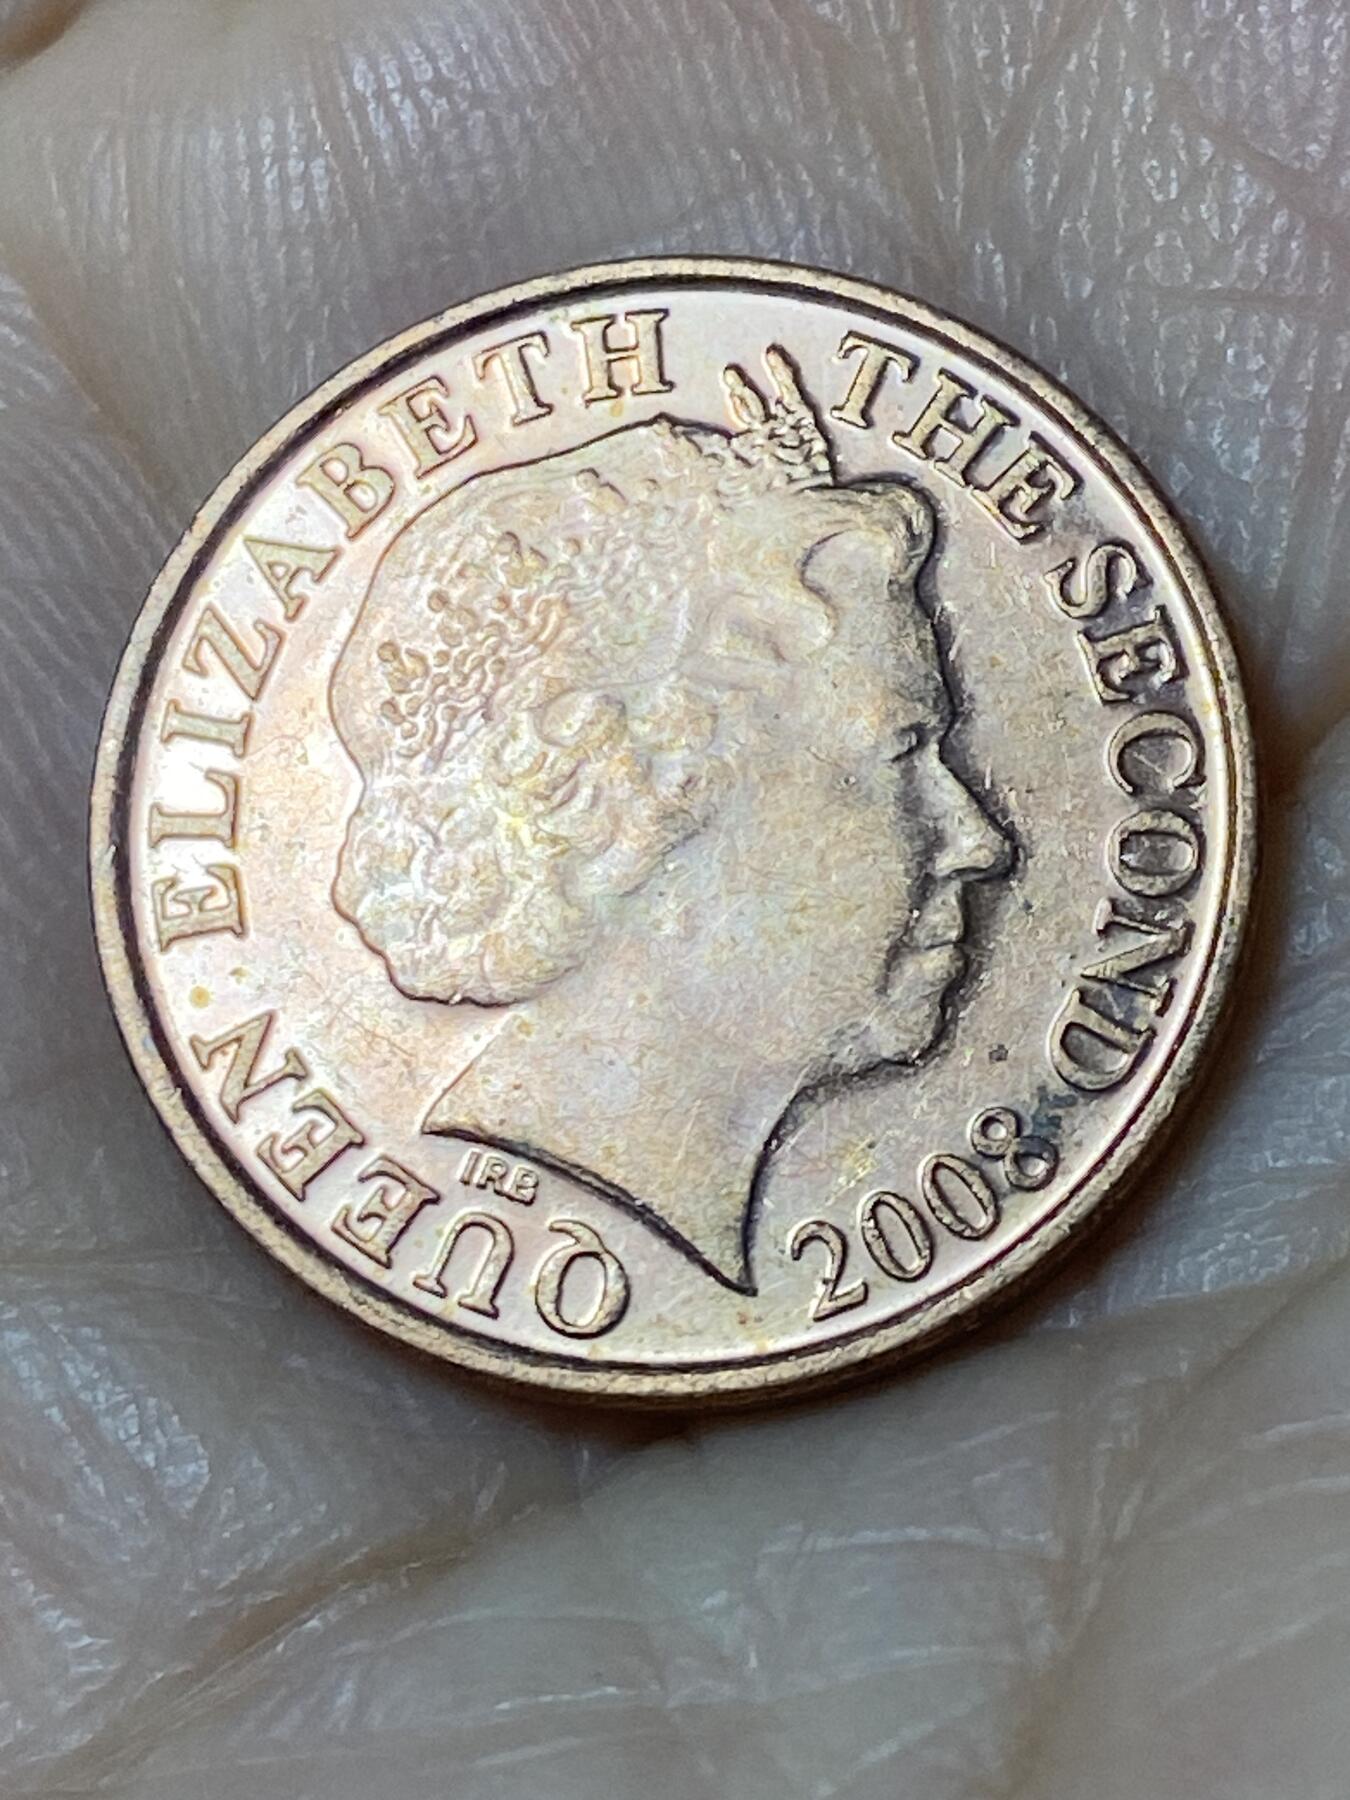 QUEEN · ELIZABETH THE SECOND 2008
IRB